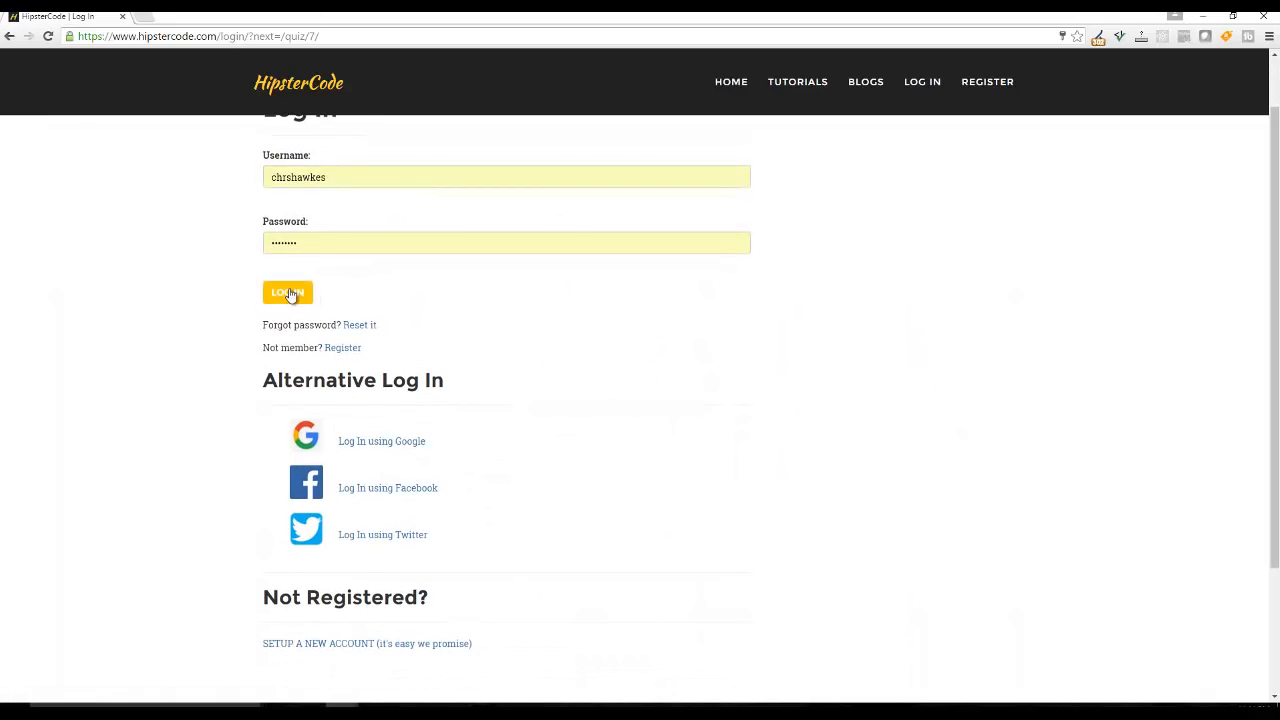 HipsterCode | Log In
https://www.hipstercode.com/login/?next=/quiz/7/
302
HipsterCode
HOME TUTORIALS BLOGS LOG IN REGISTER
Log In
Username:
chrshawkes
Password:
••••••••
LOG IN
Forgot password? Reset it
Not member? Register
Alternative Log In
Log In using Google
Log In using Facebook
Log In using Twitter
Not Registered?
SETUP A NEW ACCOUNT (it's easy we promise)